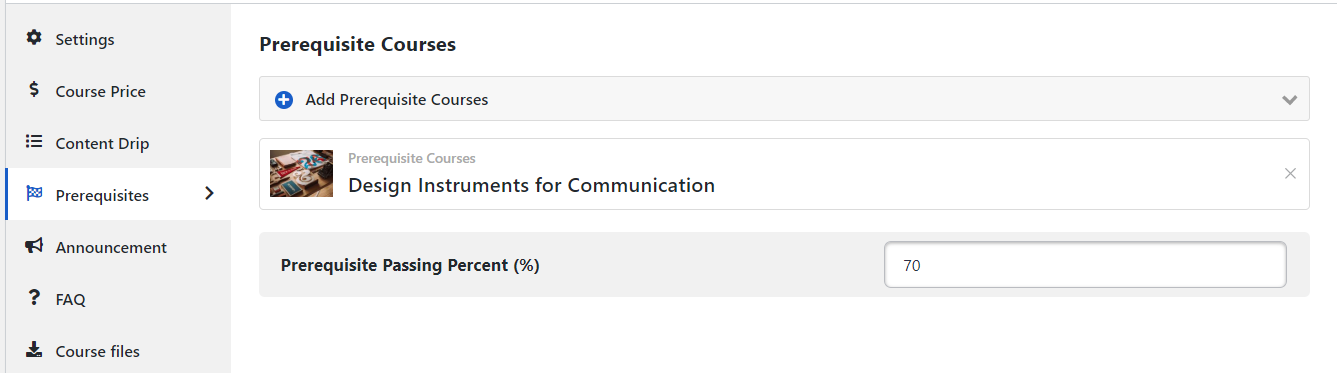 Settings
Course Price
Content Drip
Prerequisites
Announcement
FAQ
Course files
Prerequisite Courses
Add Prerequisite Courses
Prerequisite Courses
Design Instruments for Communication
Prerequisite Passing Percent (%)
70